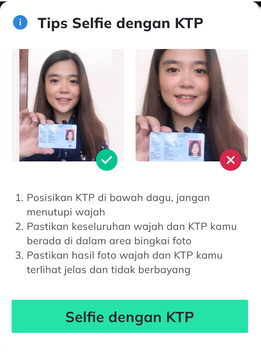 Tips Selfie dengan KTP
1. Posisikan KTP di bawah dagu, jangan
menutupi wajah
2. Pastikan keseluruhan wajah dan KTP kamu
berada di dalam area bingkai foto
3. Pastikan hasil foto wajah dan KTP kamu
terlihat jelas dan tidak berbayang
Selfie dengan KTP